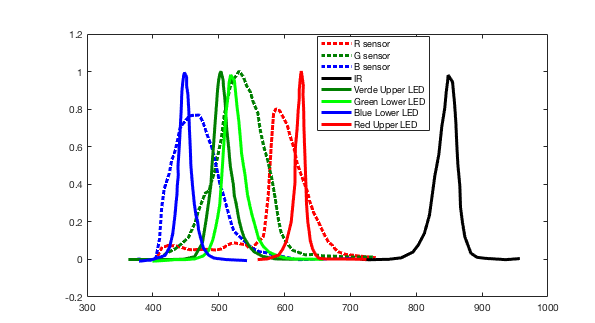 1.2
1
0.8
0.6
0.4
0.2
0
-0.2
300
400
500
600
700
800
900
1000
R sensor
G sensor
B sensor
IR
Verde Upper LED
Green Lower LED
Blue Lower LED
Red Upper LED